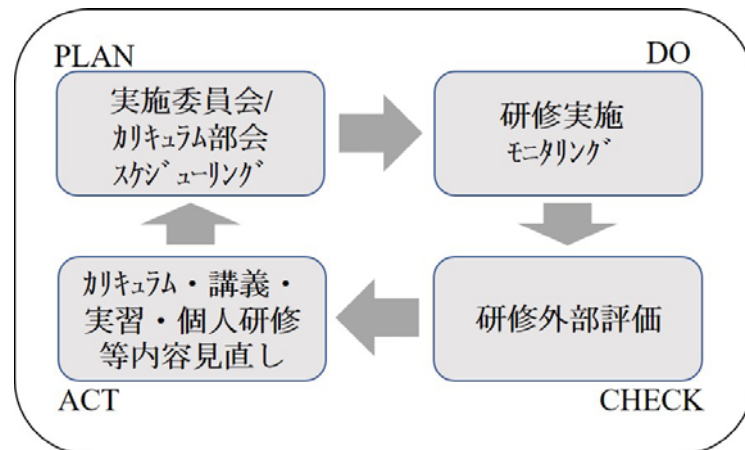 PLAN
実施委員会/
ｶﾘｷｭﾗﾑ部会
ｽｹｼﾞｭｰﾘﾝｸﾞ
DO
研修実施
ﾓﾆﾀﾘﾝｸﾞ
ｶﾘｷｭﾗﾑ・講義・
実習・個人研修
等内容見直し
ACT
研修外部評価
CHECK